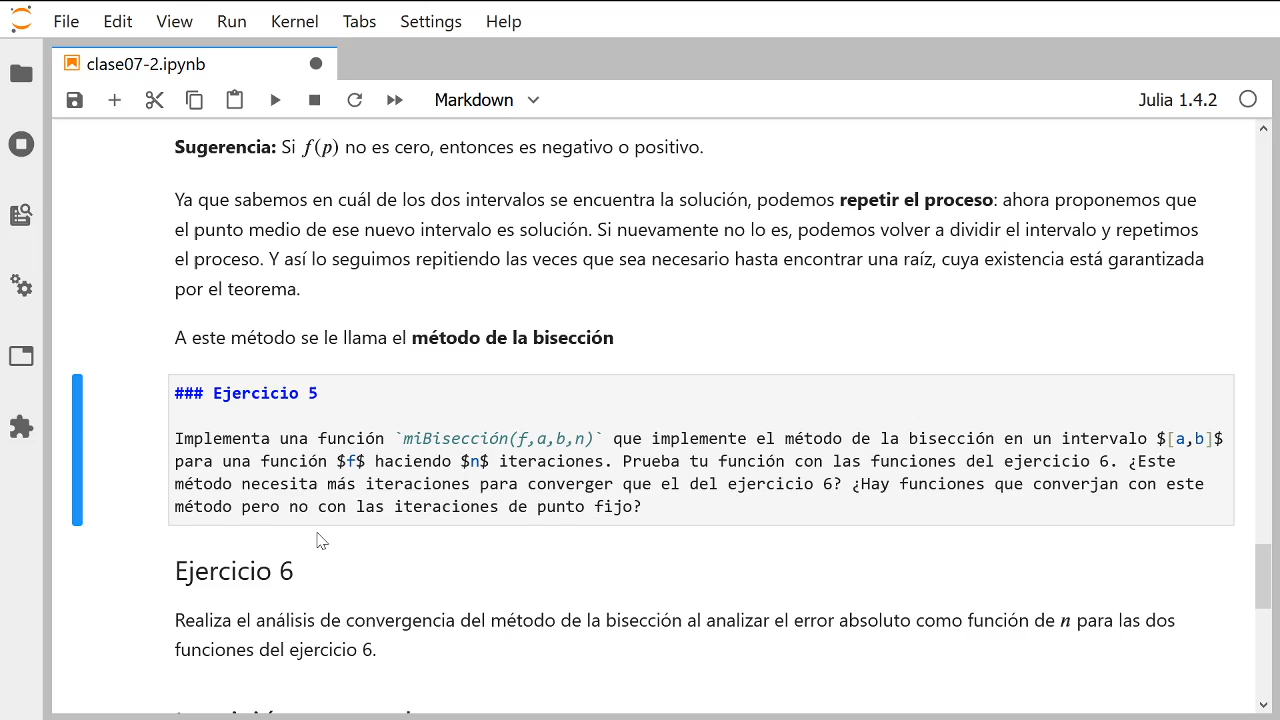 File Edit View Run Kernel Tabs Settings Help
clase07-2.ipynb
Markdown
Julia 1.4.2
Sugerencia: Si f(p) no es cero, entonces es negativo o positivo.
Ya que sabemos en cuál de los dos intervalos se encuentra la solución, podemos repetir el proceso: ahora proponemos que
el punto medio de ese nuevo intervalo es solución. Si nuevamente no lo es, podemos volver a dividir el intervalo y repetimos
el proceso. Y así lo seguimos repitiendo las veces que sea necesario hasta encontrar una raíz, cuya existencia está garantizada
por el teorema.
A este método se le llama el método de la bisección
### Ejercicio 5
Implementa una función `miBisección(f,a,b,n)` que implemente el método de la bisección en un intervalo $[a,b]$
para una función $f$ haciendo $n$ iteraciones. Prueba tu función con las funciones del ejercicio 6. ¿Este
método necesita más iteraciones para converger que el del ejercicio 6? ¿Hay funciones que converjan con este
método pero no con las iteraciones de punto fijo?
Ejercicio 6
Realiza el análisis de convergencia del método de la bisección al analizar el error absoluto como función de n para las dos
funciones del ejercicio 6.